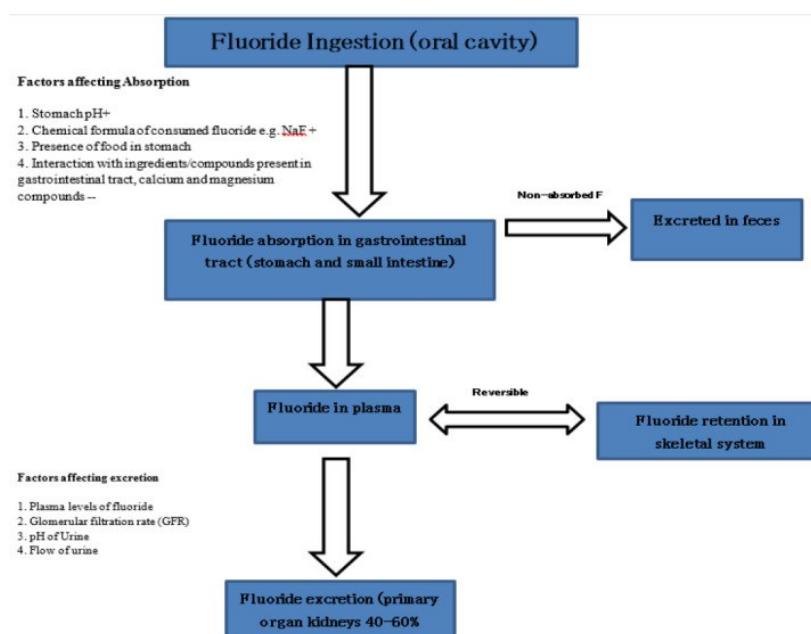 Fluoride Ingestion (oral cavity)
Factors affecting Absorption
1. Stomach pH+
2. Chemical formula of consumed fluoride e.g. NaF +
3. Presence of food in stomach
4. Interaction with ingredients/compounds present in
gastrointestinal tract, calcium and magnesium
compounds --
Non-absorbed F
Fluoride absorption in gastrointestinal
tract (stomach and small intestine)
Excreted in feces
Fluoride in plasma
Reversible
Fluoride retention in
skeletal system
Factors affecting excretion
1. Plasma levels of fluoride
2. Glomerular filtration rate (GFR)
3. pH of Urine
4. Flow of urine
Fluoride excretion (primary
organ kidneys 40-60%